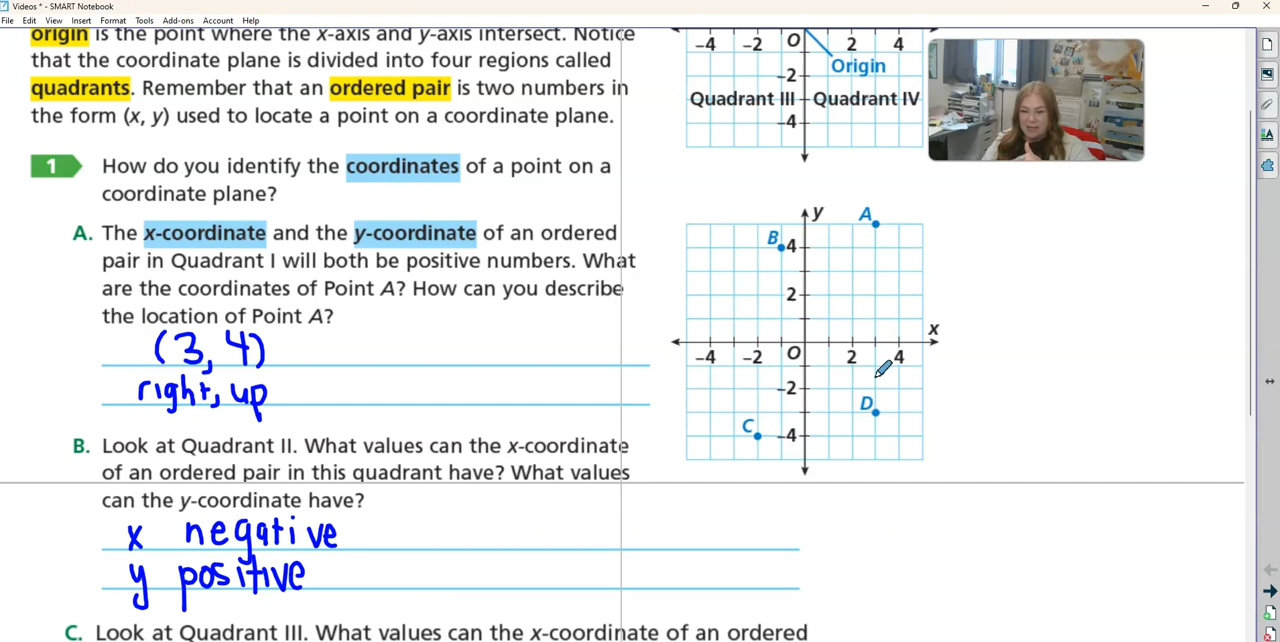 Videos * - SMART Notebook
File Edit View Insert Format Tools Add-ons Account Help
origin is the point where the x-axis and y-axis intersect. Notice
that the coordinate plane is divided into four regions called
quadrants. Remember that an ordered pair is two numbers in
the form (x, y) used to locate a point on a coordinate plane.
-4 -2 O 2 4
Origin
-2
Quadrant III Quadrant IV
-4
1 How do you identify the coordinates of a point on a
coordinate plane?
A. The x-coordinate and the y-coordinate of an ordered
pair in Quadrant I will both be positive numbers. What
are the coordinates of Point A? How can you describe
the location of Point A?
(3, 4)
right, up
y A
B 4
2
x
-4 -2 O 2 4
-2
D
C -4
B. Look at Quadrant II. What values can the x-coordinate
of an ordered pair in this quadrant have? What values
can the y-coordinate have?
x negative
y positive
C. Look at Quadrant III. What values can the x-coordinate of an ordered